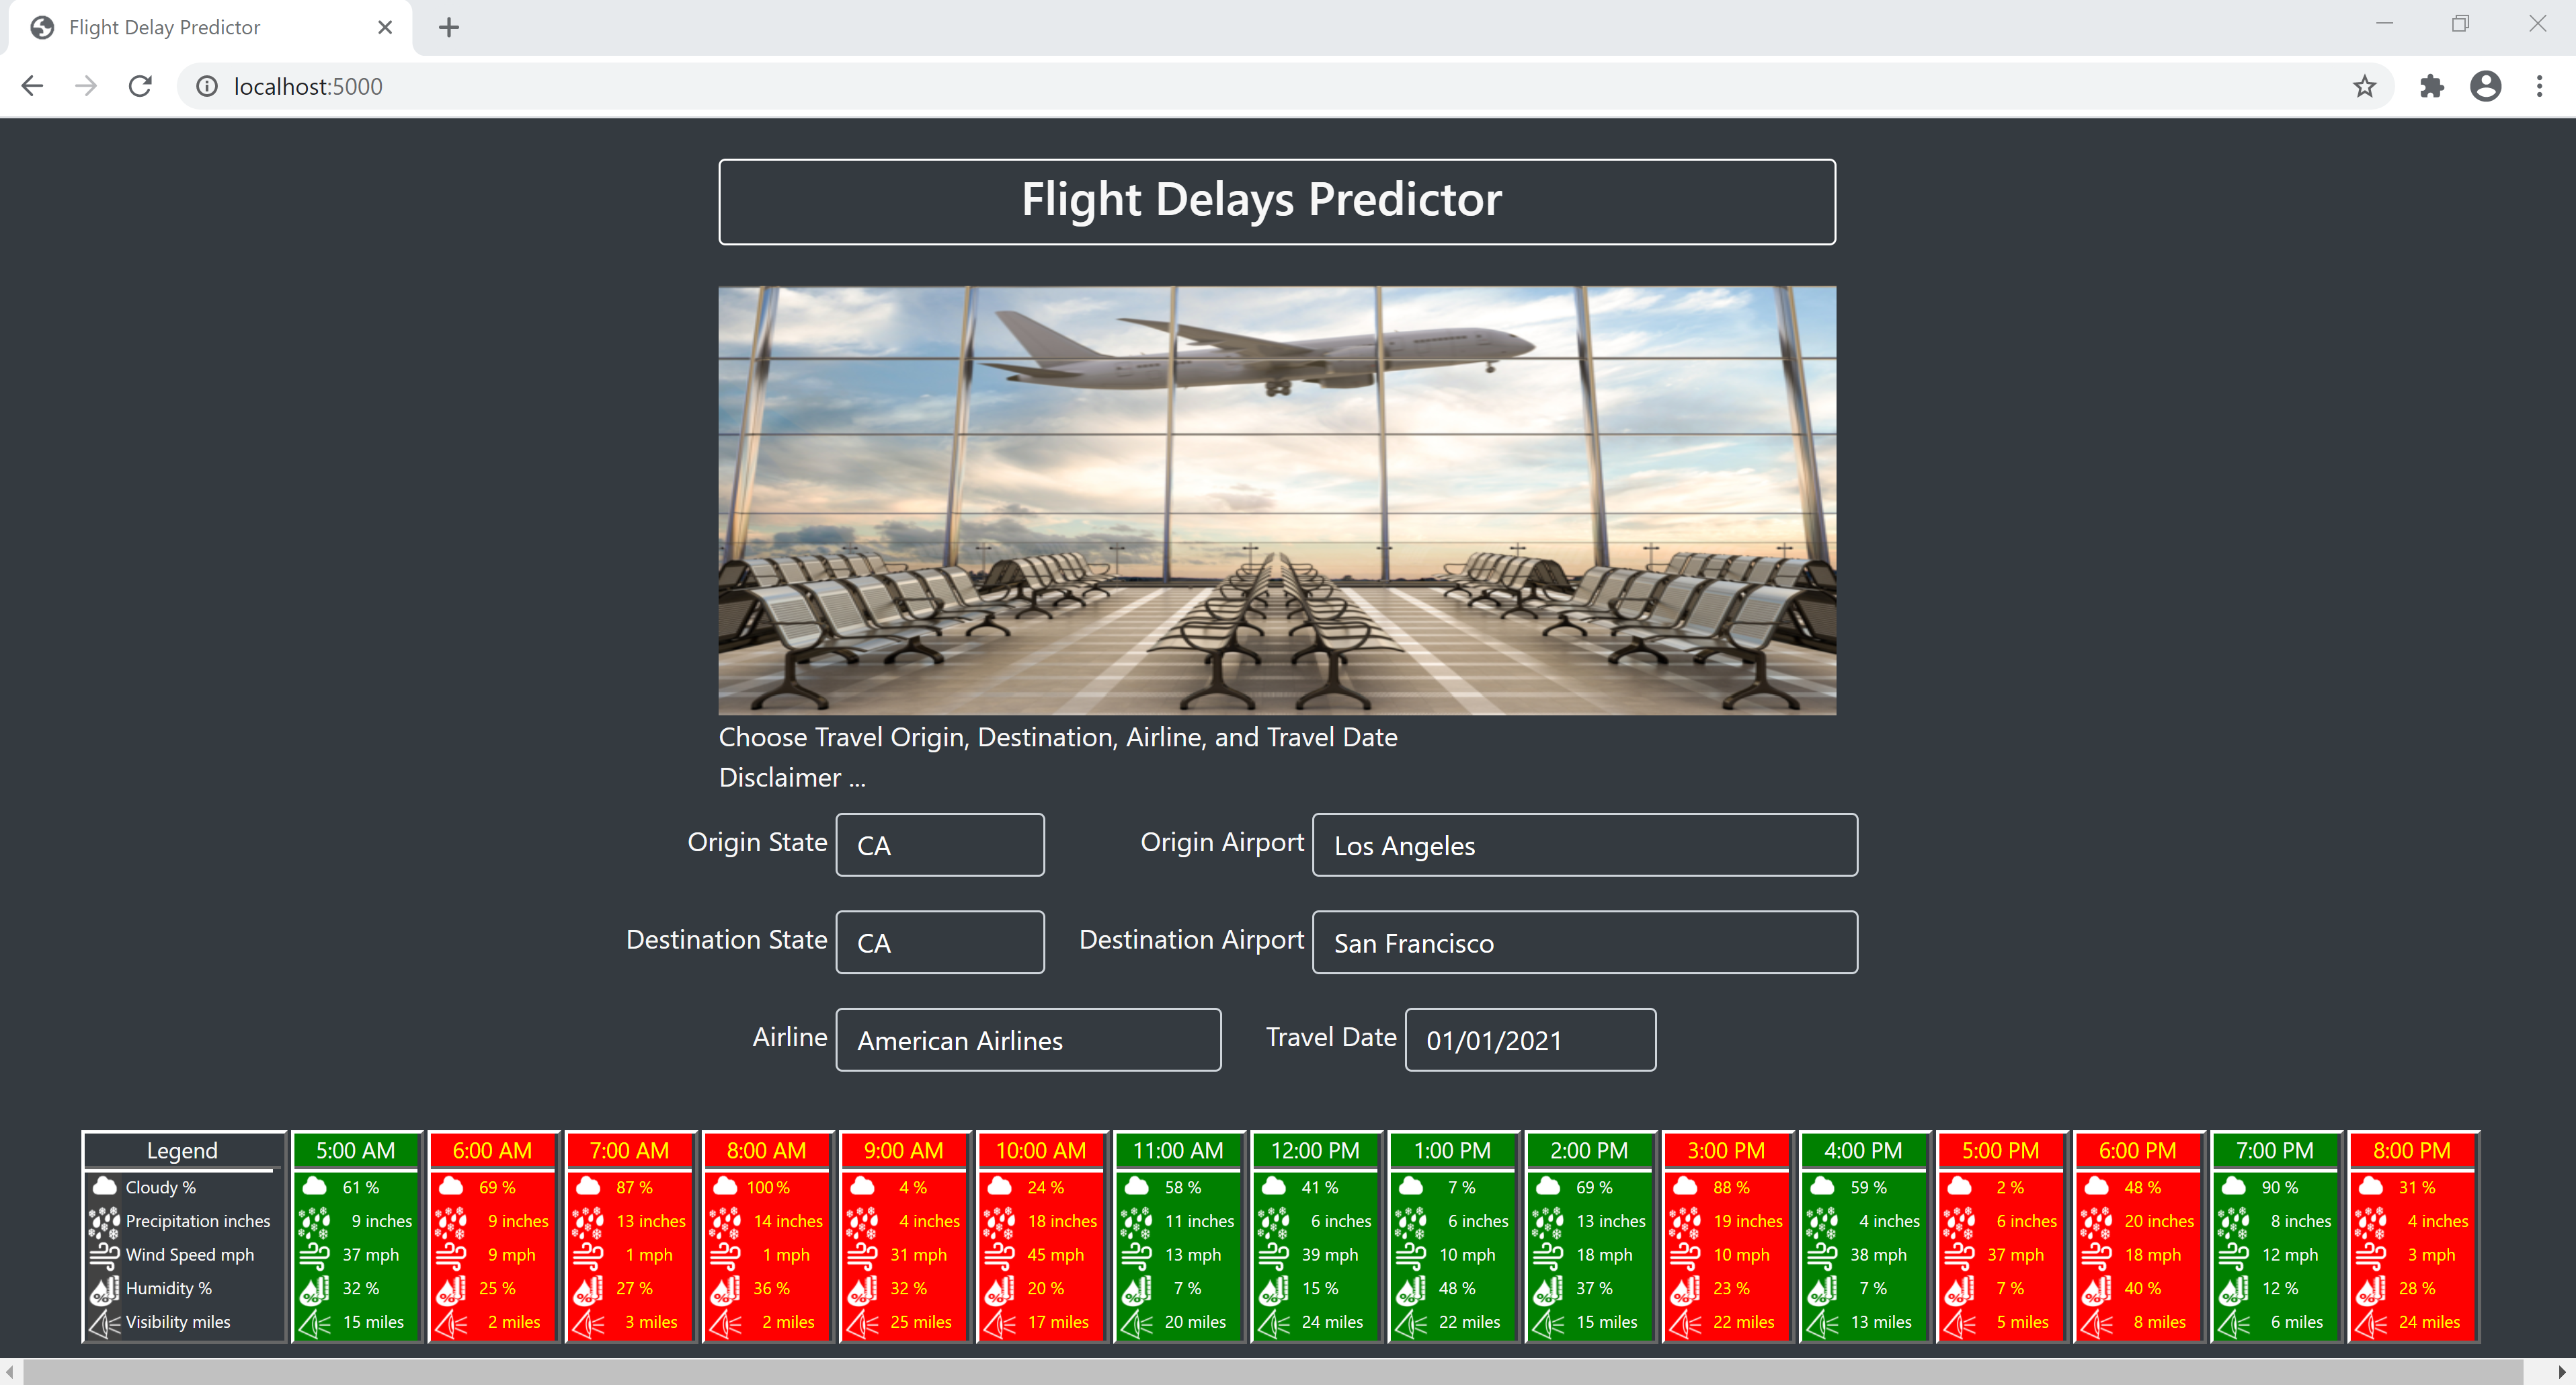 Flight Delay Predictor
localhost:5000
Flight Delays Predictor
Choose Travel Origin, Destination, Airline, and Travel Date
Disclaimer ...
Origin State CA Origin Airport Los Angeles
Destination State CA Destination Airport San Francisco
Airline American Airlines Travel Date 01/01/2021
Legend 5:00 AM 6:00 AM 7:00 AM 8:00 AM 9:00 AM 10:00 AM 11:00 AM 12:00 PM 1:00 PM 2:00 PM 3:00 PM 4:00 PM 5:00 PM 6:00 PM 7:00 PM 8:00 PM
Cloudy % 61 % 69 % 87 % 100 % 4 % 24 % 58 % 41 % 7 % 69 % 88 % 59 % 2 % 48 % 90 % 31 %
Precipitation inches 9 inches 9 inches 13 inches 14 inches 4 inches 18 inches 11 inches 6 inches 6 inches 13 inches 19 inches 4 inches 6 inches 20 inches 8 inches 4 inches
Wind Speed mph 37 mph 9 mph 1 mph 1 mph 31 mph 45 mph 13 mph 39 mph 10 mph 18 mph 10 mph 38 mph 37 mph 18 mph 12 mph 3 mph
Humidity % 32 % 25 % 27 % 36 % 32 % 20 % 7 % 15 % 48 % 37 % 23 % 7 % 7 % 40 % 12 % 28 %
Visibility miles 15 miles 2 miles 3 miles 2 miles 25 miles 17 miles 20 miles 24 miles 22 miles 15 miles 22 miles 13 miles 5 miles 8 miles 6 miles 24 miles